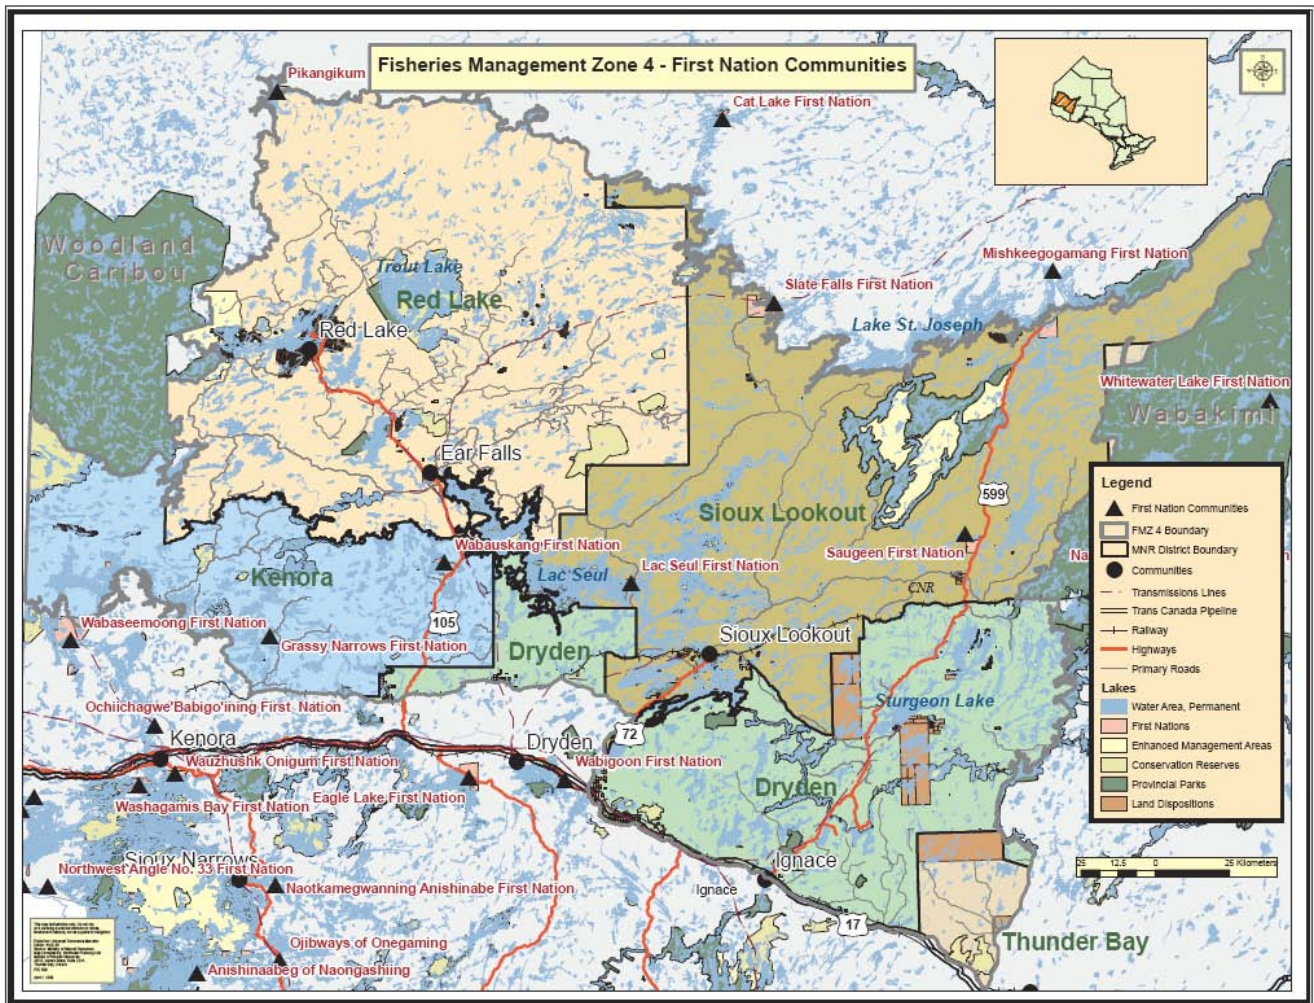 Fisheries Management Zone 4 - First Nation Communities
Pikangikum
Cat Lake First Nation
Woodland
Caribou
Mishkeegogamang First Nation
Trout Lake
Red Lake
Slate Falls First Nation
Red Lake
Lake St. Joseph
Whitewater Lake First Nation
Wabakimi
Ear Falls
599
Sioux Lookout
Wabauskang First Nation
Saugeen First Nation
Na
Kenora
Lac Seul
Lac Seul First Nation
CNR
Wabaseemoong First Nation
105
Grassy Narrows First Nation
Sioux Lookout
Dryden
Sturgeon Lake
Ochiichagwe'Babigo'ining First Nation
72
Kenora
Dryden
Wauzhushk Onigum First Nation
Wabigoon First Nation
Washagamis Bay First Nation
Eagle Lake First Nation
Dryden
Sioux Narrows
Northwest Angle No. 33 First Nation
Ignace
Ignace
Naotkamegwanning Anishinabe First Nation
17
Thunder Bay
Ojibways of Onegaming
Anishinaabeg of Naongashiing
Legend
First Nation Communities
FMZ 4 Boundary
MNR District Boundary
Communities
Transmissions Lines
Trans Canada Pipeline
Railway
Highways
Primary Roads
Lakes
Water Area, Permanent
First Nations
Enhanced Management Areas
Conservation Reserves
Provincial Parks
Land Dispositions
25 12.5 0 25 Kilometers